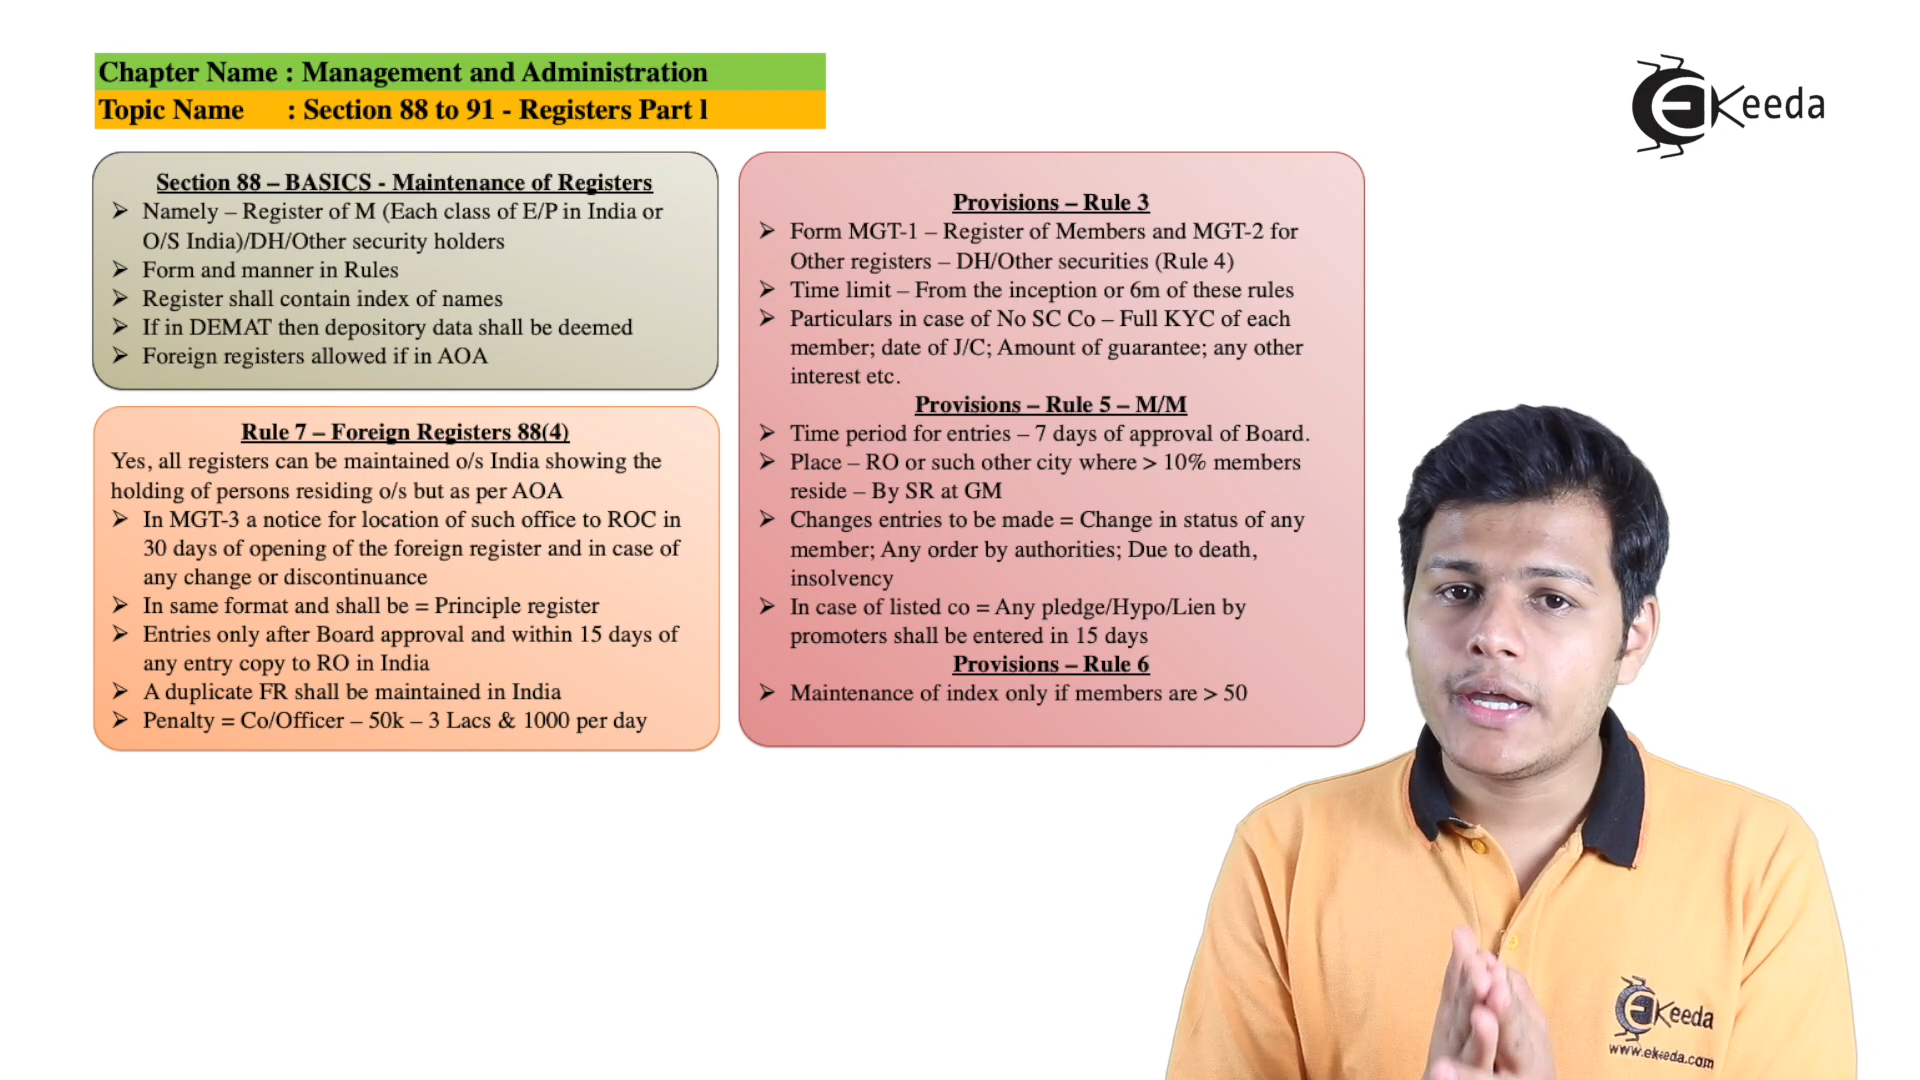 Chapter Name : Management and Administration
Topic Name : Section 88 to 91 - Registers Part l
Keeda
Section 88 – BASICS - Maintenance of Registers
➢ Namely – Register of M (Each class of E/P in India or
O/S India)/DH/Other security holders
➢ Form and manner in Rules
➢ Register shall contain index of names
➢ If in DEMAT then depository data shall be deemed
➢ Foreign registers allowed if in AOA
Rule 7 – Foreign Registers 88(4)
Yes, all registers can be maintained o/s India showing the
holding of persons residing o/s but as per AOA
➢ In MGT-3 a notice for location of such office to ROC in
30 days of opening of the foreign register and in case of
any change or discontinuance
➢ In same format and shall be = Principle register
➢ Entries only after Board approval and within 15 days of
any entry copy to RO in India
➢ A duplicate FR shall be maintained in India
➢ Penalty = Co/Officer – 50k – 3 Lacs & 1000 per day
Provisions – Rule 3
➢ Form MGT-1 – Register of Members and MGT-2 for
Other registers – DH/Other securities (Rule 4)
➢ Time limit – From the inception or 6m of these rules
➢ Particulars in case of No SC Co – Full KYC of each
member; date of J/C; Amount of guarantee; any other
interest etc.
Provisions – Rule 5 – M/M
➢ Time period for entries – 7 days of approval of Board.
➢ Place – RO or such other city where > 10% members
reside – By SR at GM
➢ Changes entries to be made = Change in status of any
member; Any order by authorities; Due to death,
insolvency
➢ In case of listed co = Any pledge/Hypo/Lien by
promoters shall be entered in 15 days
Provisions – Rule 6
➢ Maintenance of index only if members are > 50
Keeda
www.ekeeda.com